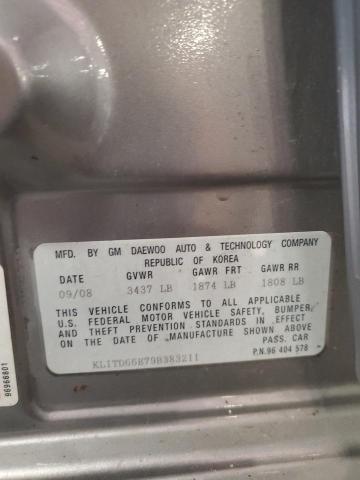 MFD. BY GM DAEWOO AUTO & TECHNOLOGY COMPANY
REPUBLIC OF KOREA
DATE GVWR GAWR FRT GAWR RR
09/08 3437 LB 1874 LB 1808 LB
THIS VEHICLE CONFORMS TO ALL APPLICABLE
U.S. FEDERAL MOTOR VEHICLE SAFETY, BUMPER,
AND THEFT PREVENTION STANDARDS IN EFFECT
ON THE DATE OF MANUFACTURE SHOWN ABOVE
PASS. CAR
KL1TD66E79B383211
P.N.96 404 578
96966801